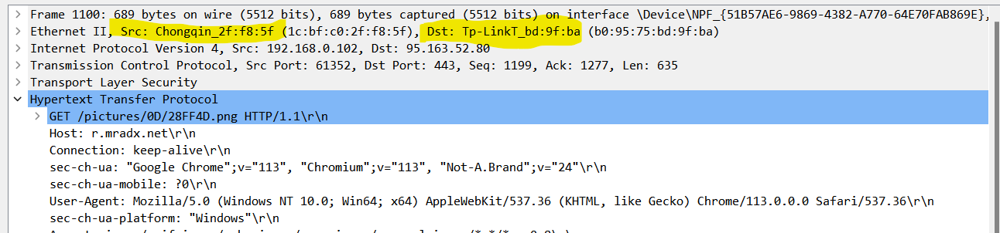 Frame 1100: 689 bytes on wire (5512 bits), 689 bytes captured (5512 bits) on interface \Device\NPF_{51B57AE6-9869-4382-A770-64E70FAB869E},
Ethernet II, Src: Chongqin_2f:f8:5f (1c:bf:c0:2f:f8:5f), Dst: Tp-LinkT_bd:9f:ba (b0:95:75:bd:9f:ba)
Internet Protocol Version 4, Src: 192.168.0.102, Dst: 95.163.52.80
Transmission Control Protocol, Src Port: 61352, Dst Port: 443, Seq: 1199, Ack: 1277, Len: 635
Transport Layer Security
Hypertext Transfer Protocol
GET /pictures/0D/28FF4D.png HTTP/1.1\r\n
Host: r.mradx.net\r\n
Connection: keep-alive\r\n
sec-ch-ua: "Google Chrome";v="113", "Chromium";v="113", "Not-A.Brand";v="24"\r\n
sec-ch-ua-mobile: ?0\r\n
User-Agent: Mozilla/5.0 (Windows NT 10.0; Win64; x64) AppleWebKit/537.36 (KHTML, like Gecko) Chrome/113.0.0.0 Safari/537.36\r\n
sec-ch-ua-platform: "Windows"\r\n